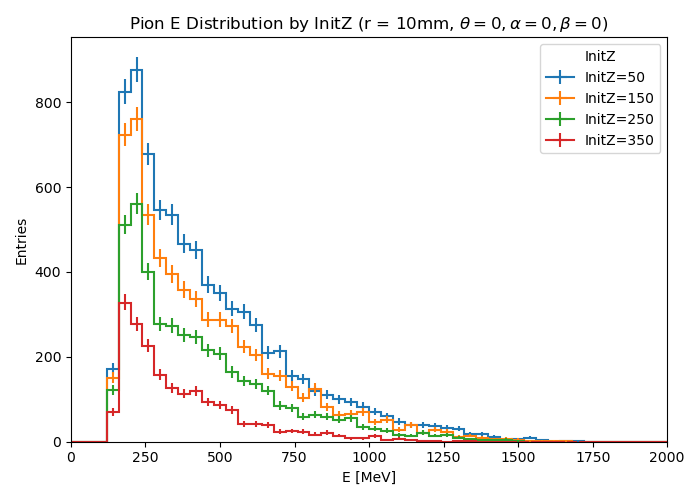 Pion E Distribution by InitZ (r = 10mm, θ = 0, α = 0, β = 0)
InitZ
InitZ=50
InitZ=150
InitZ=250
InitZ=350
Entries
800
600
400
200
0
0 250 500 750 1000 1250 1500 1750 2000
E [MeV]